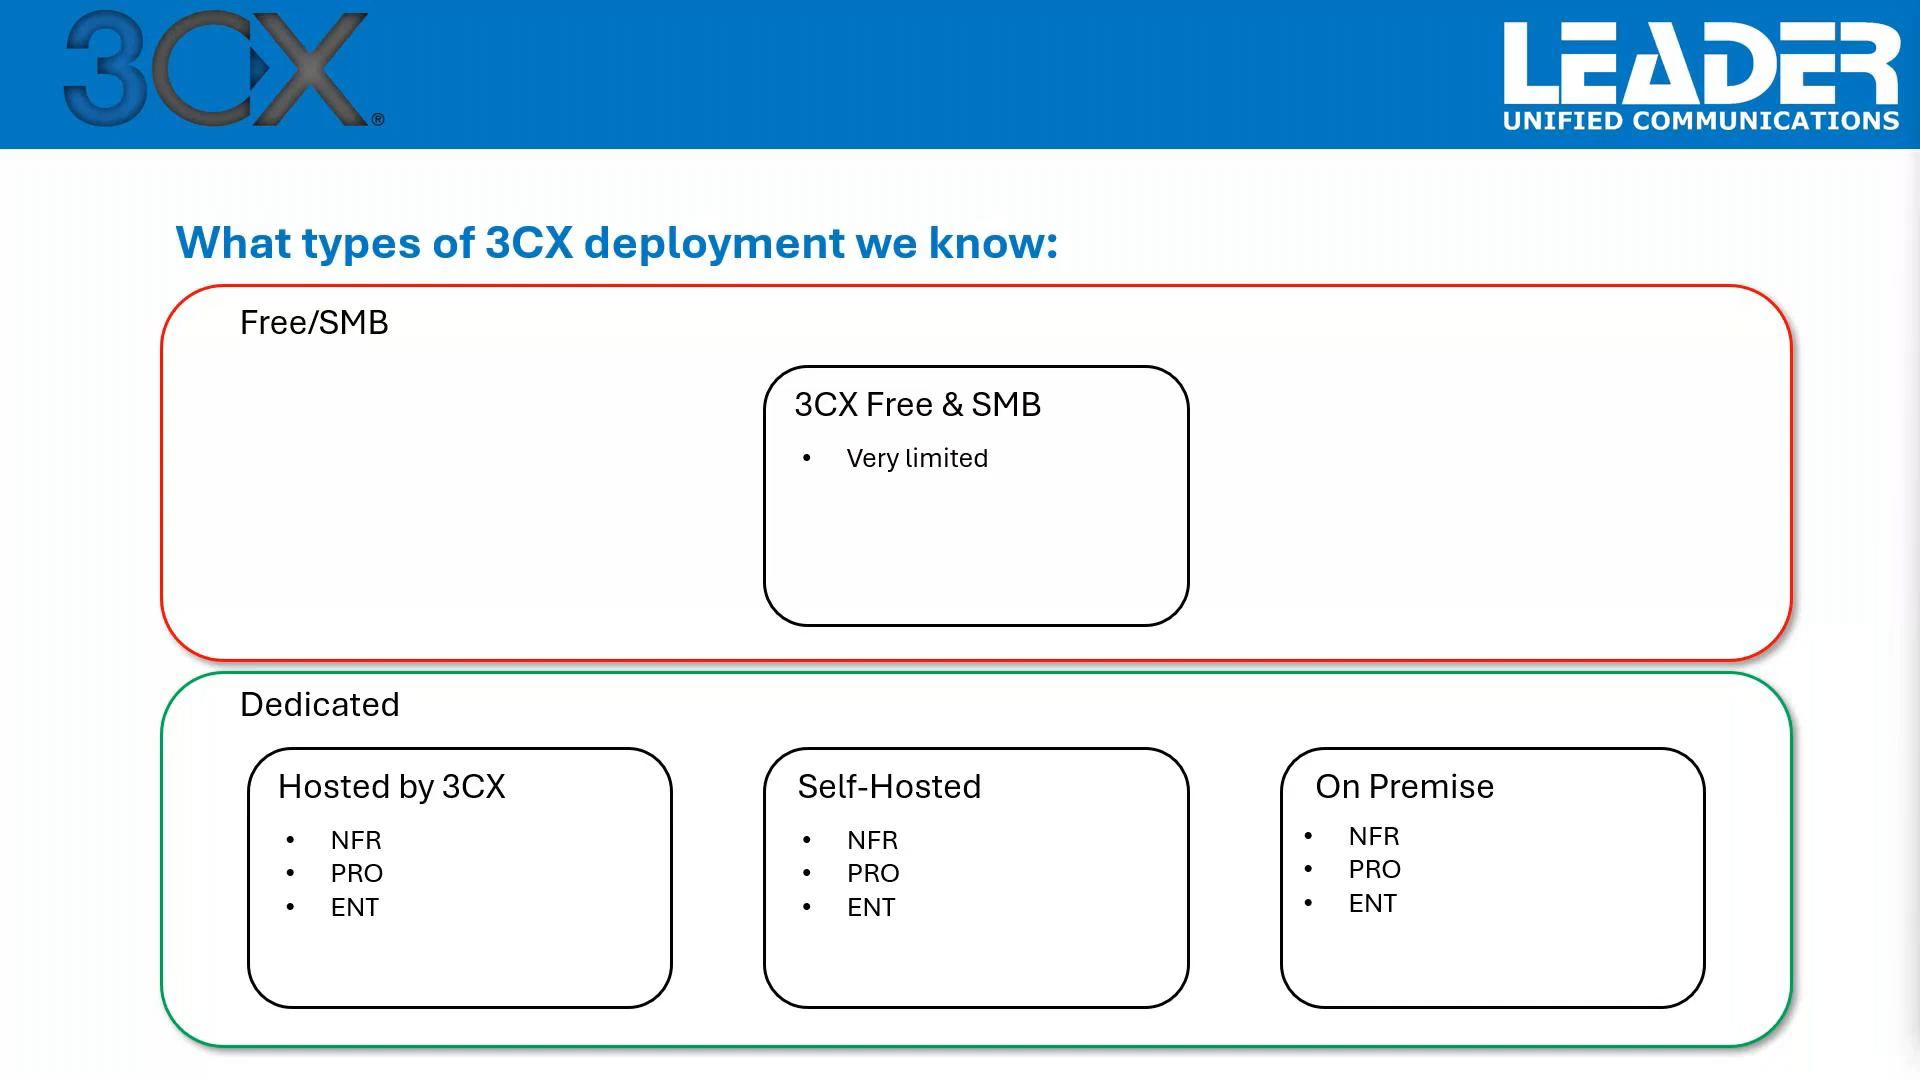 3CX®
LEADER
UNIFIED COMMUNICATIONS
What types of 3CX deployment we know:
Free/SMB
3CX Free & SMB
• Very limited
Dedicated
Hosted by 3CX
• NFR
• PRO
• ENT
Self-Hosted
• NFR
• PRO
• ENT
On Premise
• NFR
• PRO
• ENT